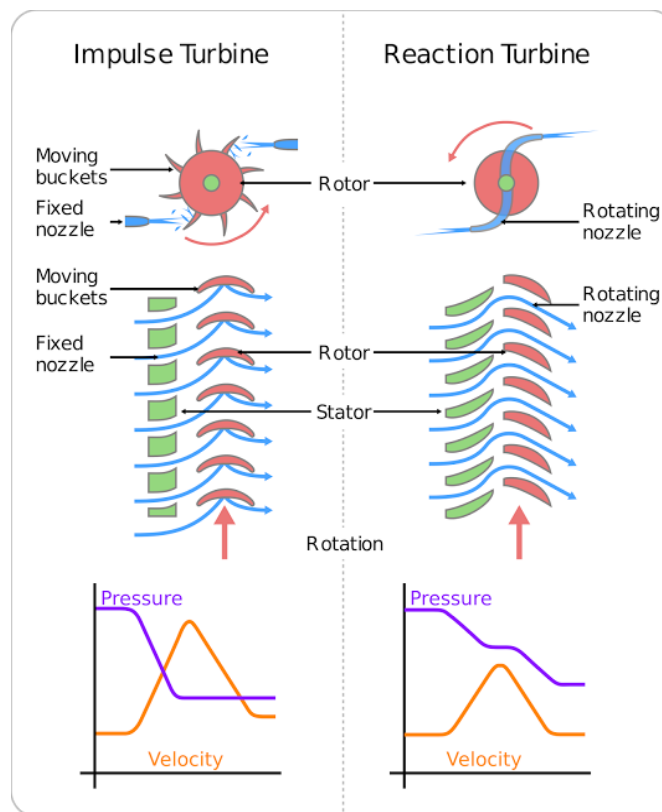 Impulse Turbine
Reaction Turbine
Moving
buckets
Fixed
nozzle
Rotor
Rotating
nozzle
Moving
buckets
Fixed
nozzle
Rotor
Stator
Rotating
nozzle
Rotation
Pressure
Velocity
Pressure
Velocity